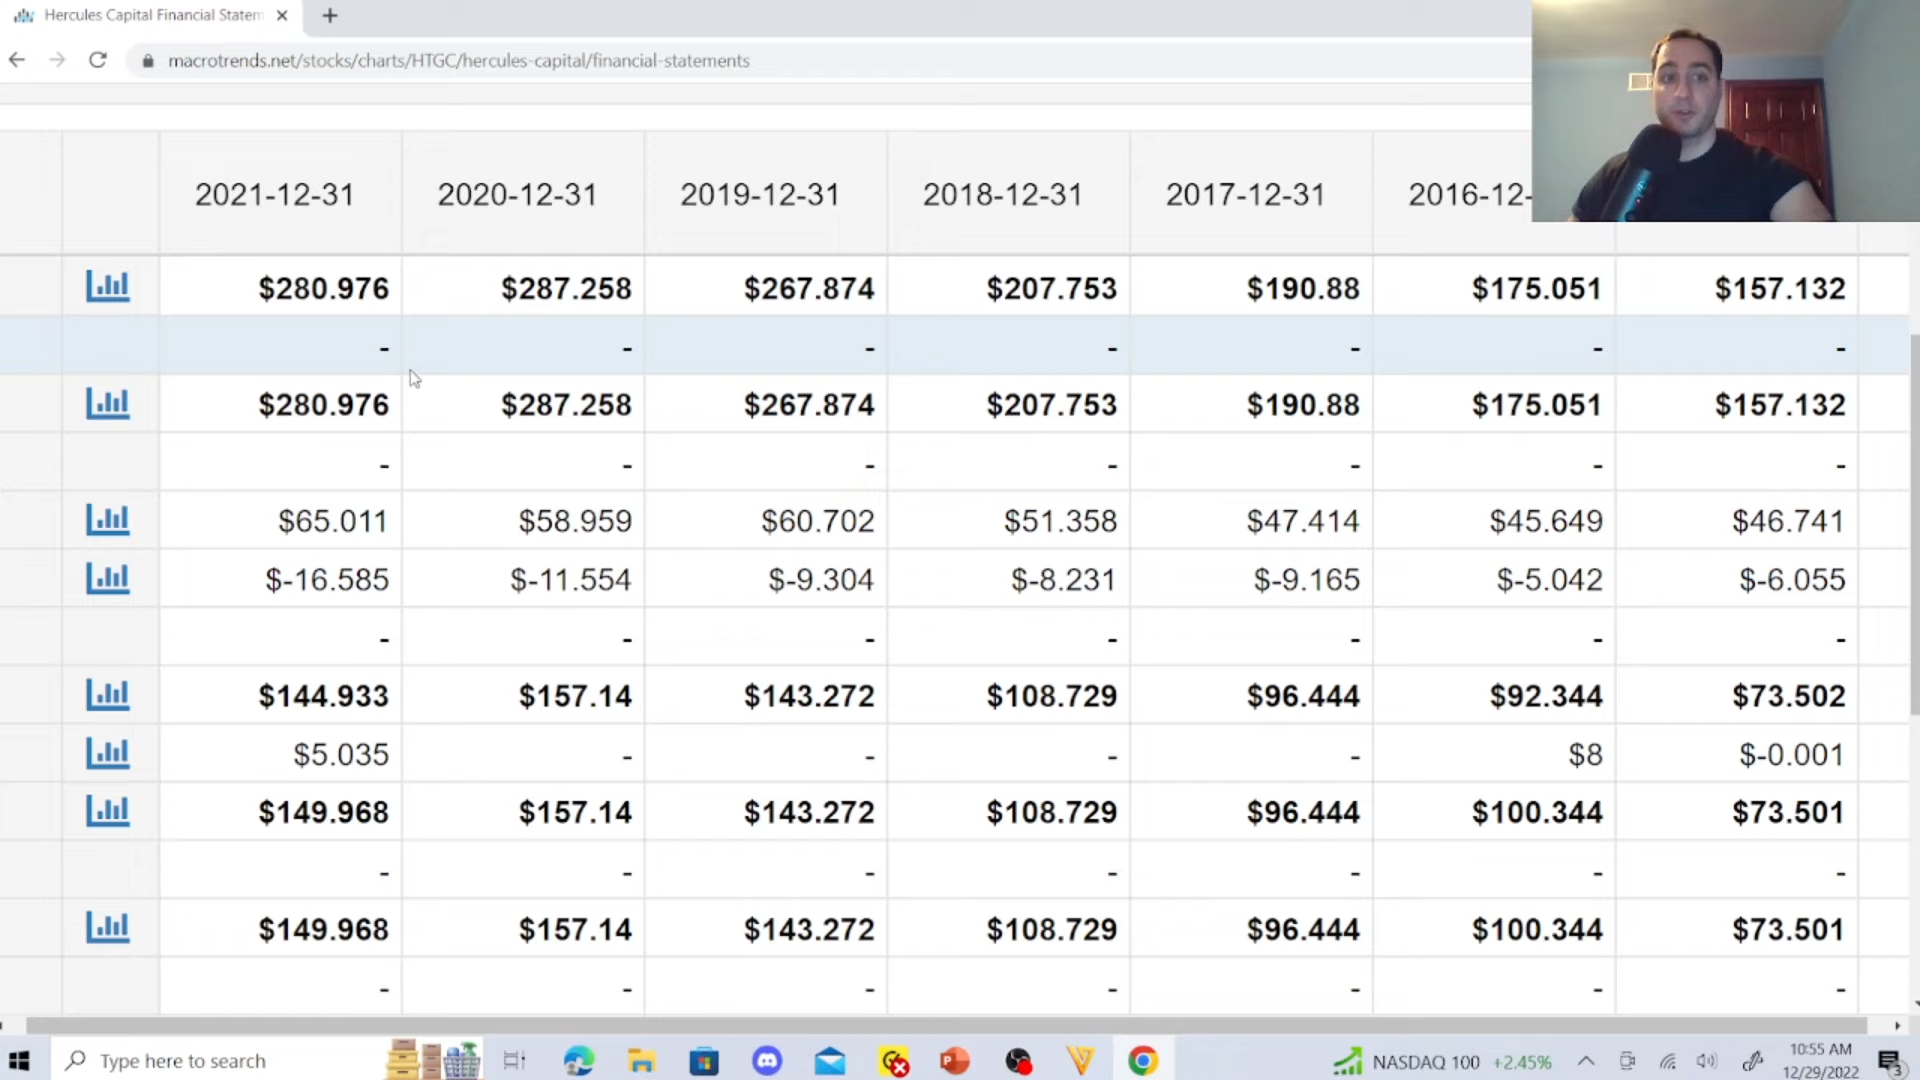 Hercules Capital Financial Statem
macrotrends.net/stocks/charts/HTGC/hercules-capital/financial-statements
2021-12-31 2020-12-31 2019-12-31 2018-12-31 2017-12-31 2016-12-
$280.976 $287.258 $267.874 $207.753 $190.88 $175.051 $157.132
- - - - - - -
$280.976 $287.258 $267.874 $207.753 $190.88 $175.051 $157.132
- - - - - - -
$65.011 $58.959 $60.702 $51.358 $47.414 $45.649 $46.741
$-16.585 $-11.554 $-9.304 $-8.231 $-9.165 $-5.042 $-6.055
- - - - - - -
$144.933 $157.14 $143.272 $108.729 $96.444 $92.344 $73.502
$5.035 - - - - $8 $-0.001
$149.968 $157.14 $143.272 $108.729 $96.444 $100.344 $73.501
- - - - - - -
$149.968 $157.14 $143.272 $108.729 $96.444 $100.344 $73.501
- - - - - - -
Type here to search
NASDAQ 100 +2.45%
10:55 AM
12/29/2022
3